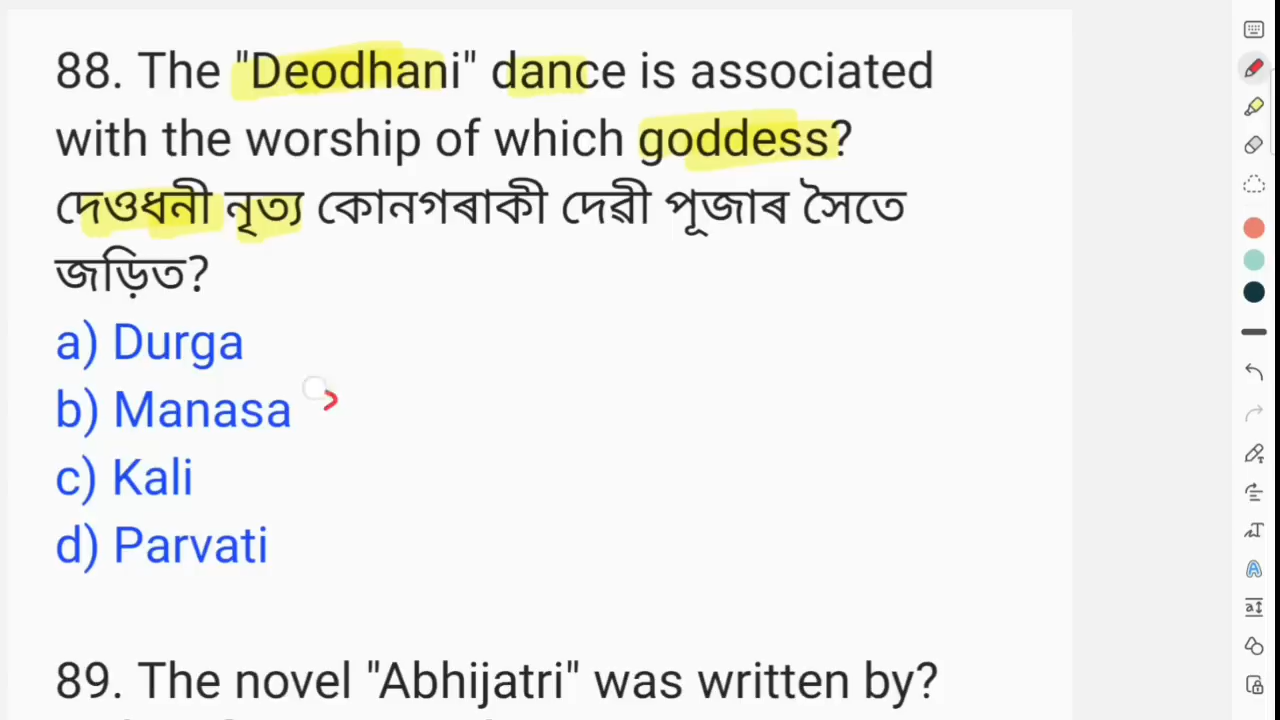 88. The "Deodhani" dance is associated
with the worship of which goddess?
দেওধনী নৃত্য কোনগৰাকী দেৱী পূজাৰ সৈতে
জড়িত?
a) Durga
b) Manasa
c) Kali
d) Parvati
89. The novel "Abhijatri" was written by?